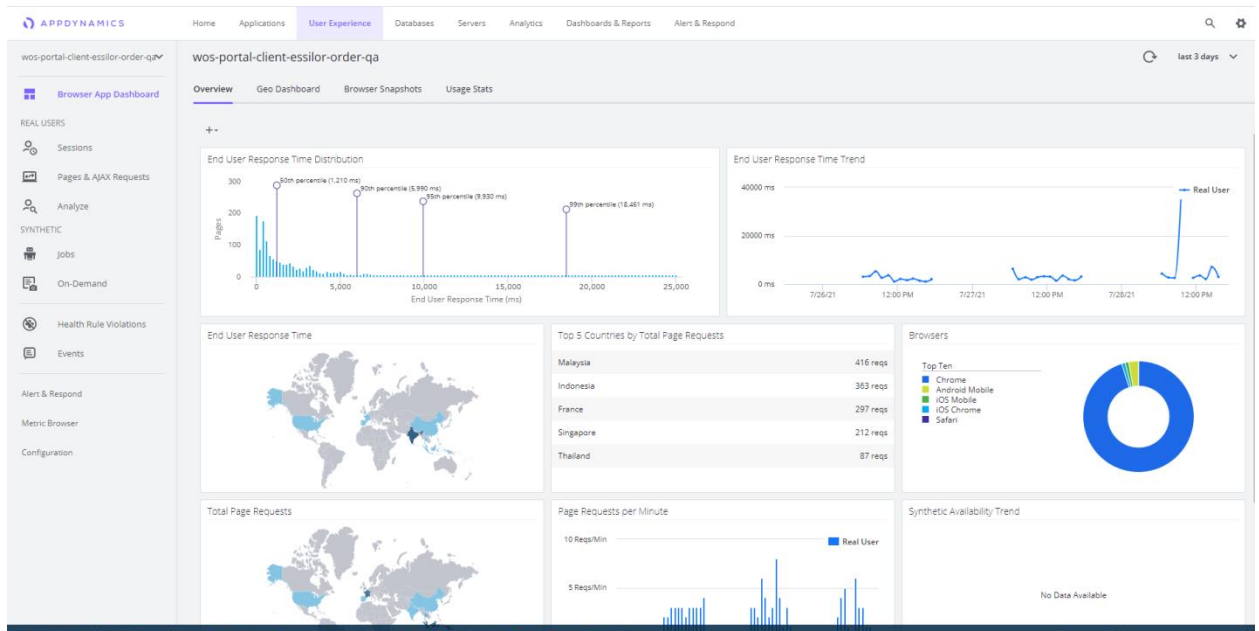 APPDYNAMICS
Home Applications User Experience Databases Servers Analytics Dashboards & Reports Alert & Respond
wos-portal-client-essilor-order-qa
wos-portal-client-essilor-order-qa
last 3 days
Browser App Dashboard
Overview Geo Dashboard Browser Snapshots Usage Stats
REAL USERS
Sessions
Pages & AJAX Requests
Analyze
SYNTHETIC
Jobs
On-Demand
Health Rule Violations
Events
Alert & Respond
Metric Browser
Configuration
+
End User Response Time Distribution
300
200
100
0
Pages
50th percentile (1,210 ms)
90th percentile (5,990 ms)
95th percentile (9,930 ms)
99th percentile (18,461 ms)
0 5,000 10,000 15,000 20,000 25,000
End User Response Time (ms)
End User Response Time Trend
40000 ms
20000 ms
0 ms
Real User
7/26/21 12:00 PM 7/27/21 12:00 PM 7/28/21 12:00 PM
End User Response Time
Top 5 Countries by Total Page Requests
Malaysia 416 reqs
Indonesia 363 reqs
France 297 reqs
Singapore 212 reqs
Thailand 87 reqs
Browsers
Top Ten
Chrome
Android Mobile
iOS Mobile
iOS Chrome
Safari
Total Page Requests
Page Requests per Minute
10 Reqs/Min
5 Reqs/Min
Real User
Synthetic Availability Trend
No Data Available